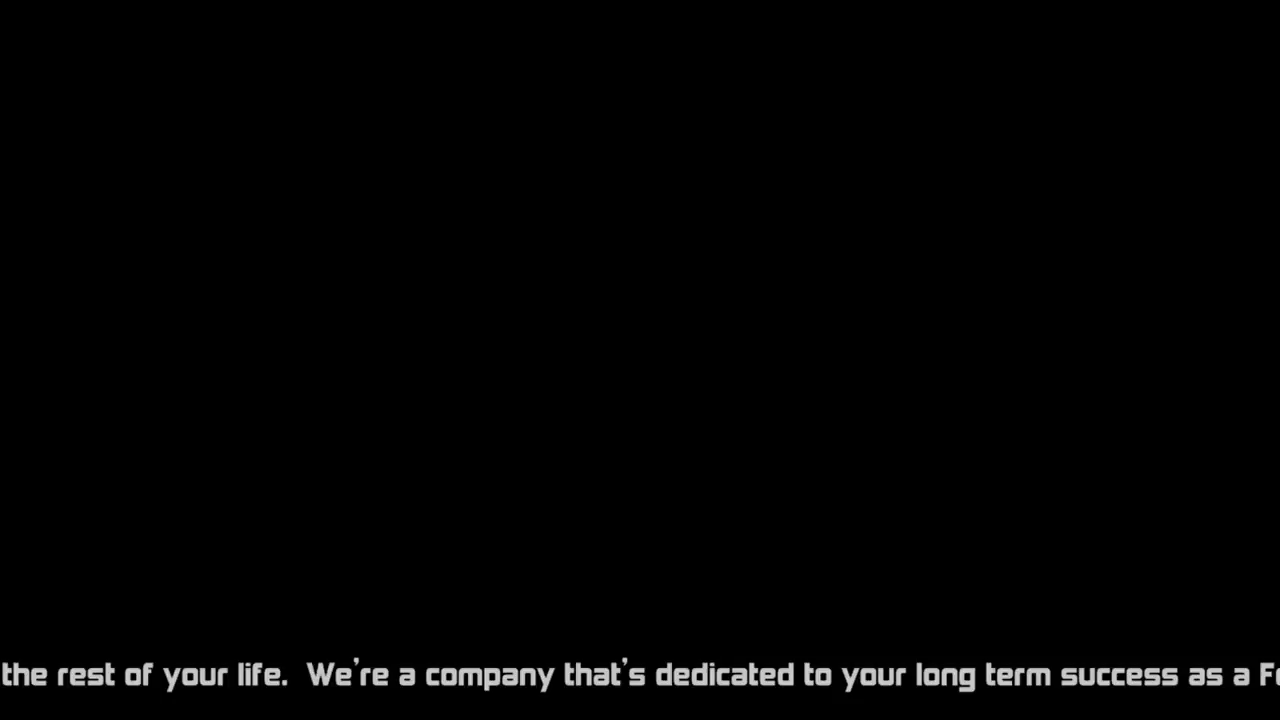 the rest of your life. We're a company that's dedicated to your long term success as a